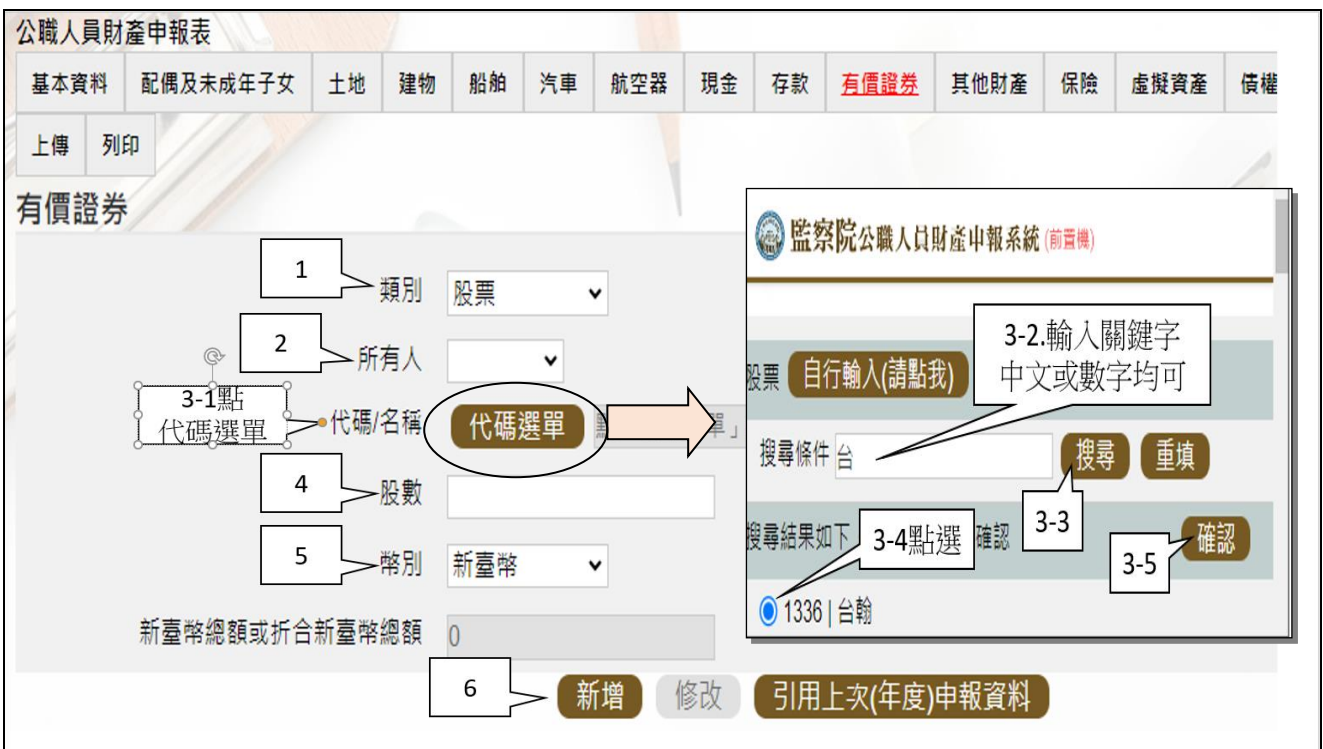 公職人員財產申報表
基本資料 配偶及未成年子女 土地 建物 船舶 汽車 航空器 現金 存款 有價證券 其他財產 保險 虛擬資產 債權
上傳 列印
有價證券
1
類別 股票
2
所有人
3-1點
代碼選單
代碼/名稱 代碼選單 單」
4
股數
5
幣別 新臺幣
新臺幣總額或折合新臺幣總額 0
6
新增 修改 引用上次(年度)申報資料
監察院公職人員財產申報系統(前置機)
3-2.輸入關鍵字
中文或數字均可
股票 自行輸入(請點我)
搜尋條件 台 搜尋 重填
3-3
搜尋結果如下 3-4點選 確認 確認
3-5
1336 | 台翰